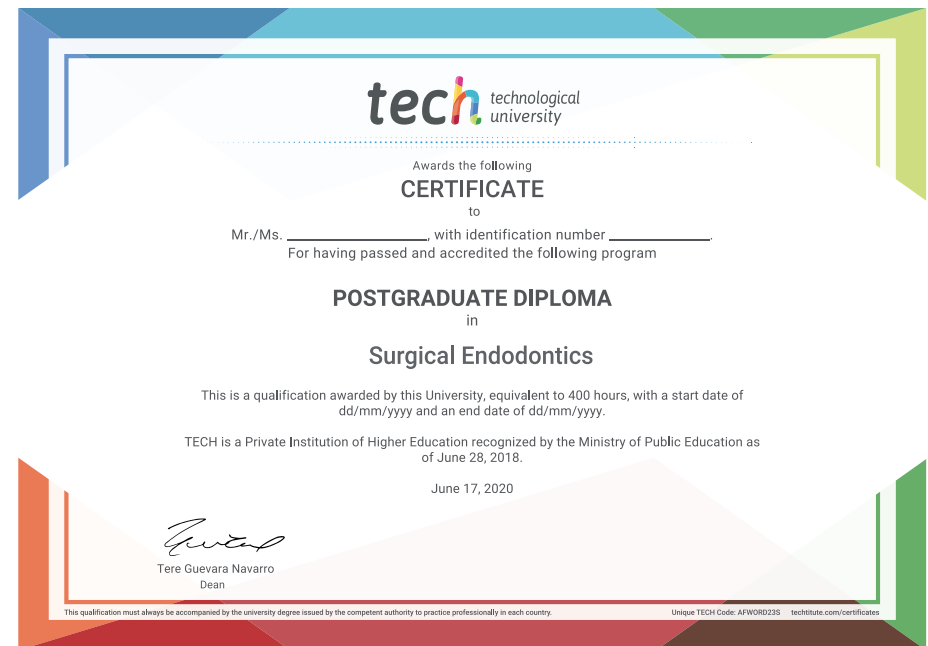 tech technological
university
Awards the following
CERTIFICATE
to
Mr./Ms. ____________________, with identification number ______________.
For having passed and accredited the following program
POSTGRADUATE DIPLOMA
in
Surgical Endodontics
This is a qualification awarded by this University, equivalent to 400 hours, with a start date of
dd/mm/yyyy and an end date of dd/mm/yyyy.
TECH is a Private Institution of Higher Education recognized by the Ministry of Public Education as
of June 28, 2018.
June 17, 2020
Tere Guevara Navarro
Dean
This qualification must always be accompanied by the university degree issued by the competent authority to practice professionally in each country.
Unique TECH Code: AFWORD23S techtitute.com/certificates